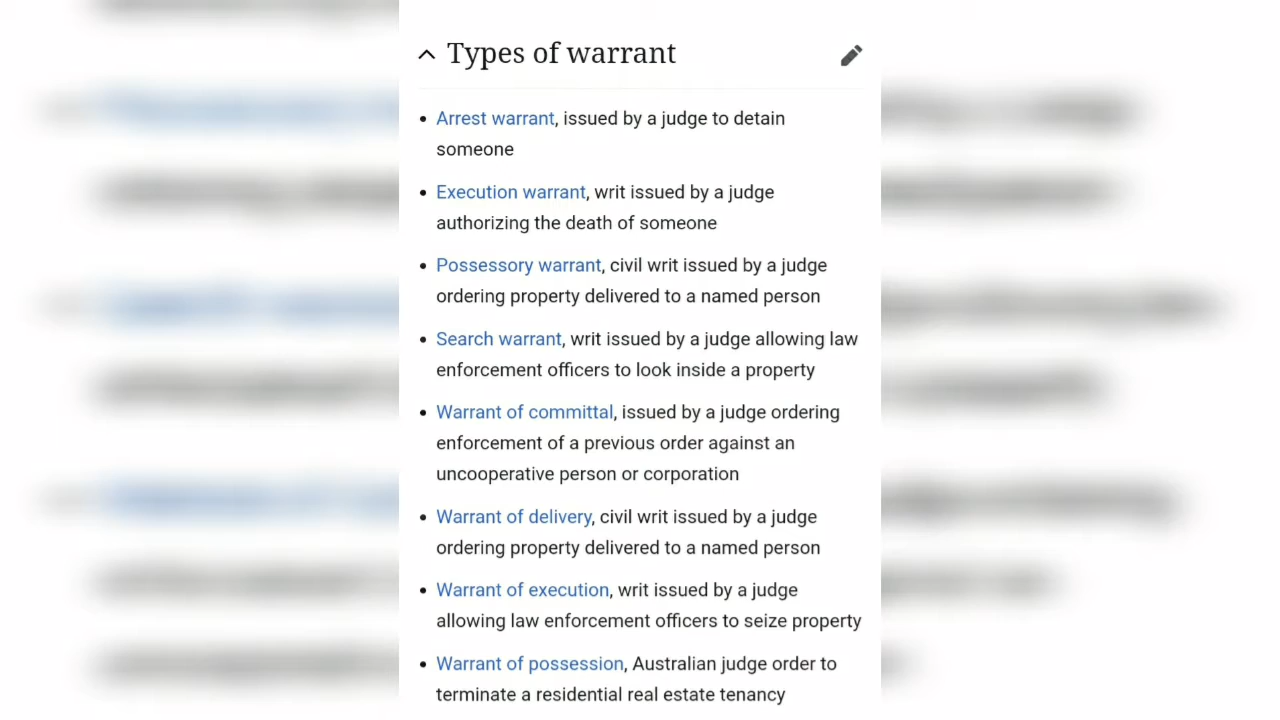 Types of warrant
Arrest warrant, issued by a judge to detain
someone
Execution warrant, writ issued by a judge
authorizing the death of someone
Possessory warrant, civil writ issued by a judge
ordering property delivered to a named person
Search warrant, writ issued by a judge allowing law
enforcement officers to look inside a property
Warrant of committal, issued by a judge ordering
enforcement of a previous order against an
uncooperative person or corporation
Warrant of delivery, civil writ issued by a judge
ordering property delivered to a named person
Warrant of execution, writ issued by a judge
allowing law enforcement officers to seize property
Warrant of possession, Australian judge order to
terminate a residential real estate tenancy